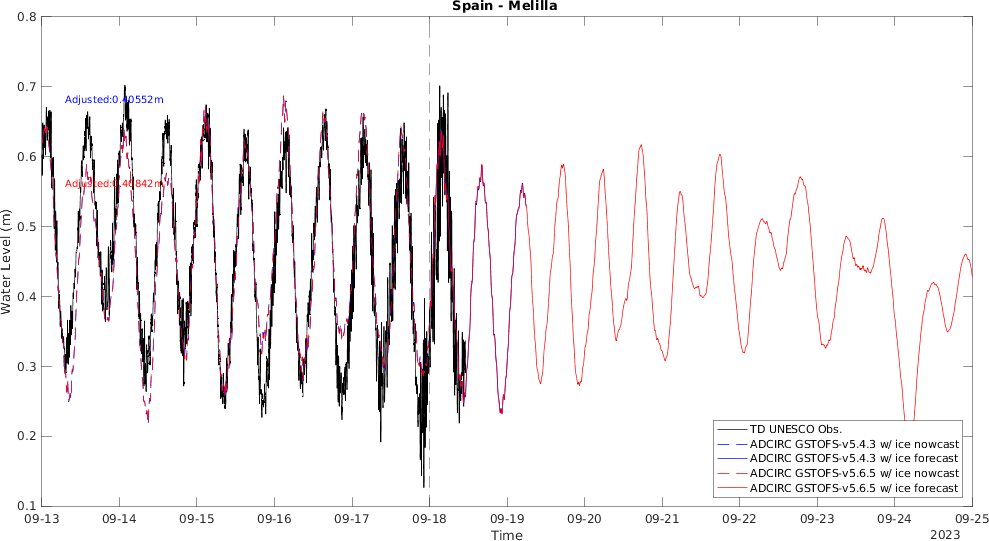 Spain - Melilla
0.8
0.7
0.6
0.5
0.4
0.3
0.2
0.1
Water Level (m)
Adjusted:0.40552m
Adjusted:0.40842m
09-13 09-14 09-15 09-16 09-17 09-18 09-19 09-20 09-21 09-22 09-23 09-24 09-25
Time
2023
TD UNESCO Obs.
ADCIRC GSTOFS-v5.4.3 w/ ice nowcast
ADCIRC GSTOFS-v5.4.3 w/ ice forecast
ADCIRC GSTOFS-v5.6.5 w/ ice nowcast
ADCIRC GSTOFS-v5.6.5 w/ ice forecast